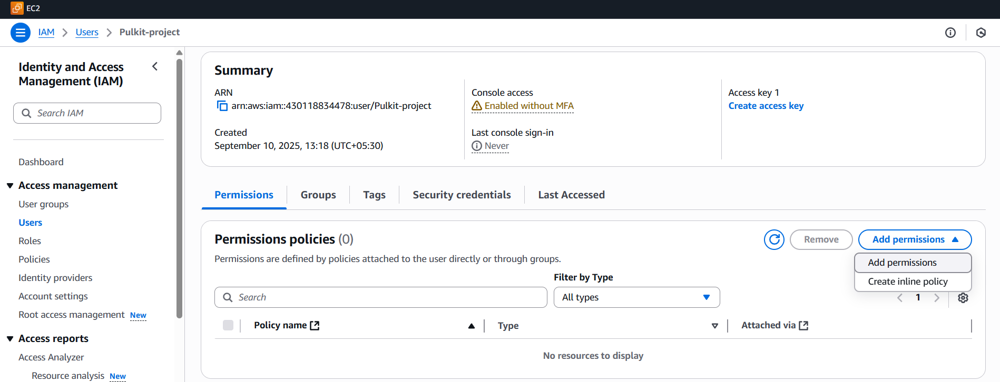 EC2
IAM > Users > Pulkit-project
Identity and Access
Management (IAM)
Search IAM
Dashboard
Access management
User groups
Users
Roles
Policies
Identity providers
Account settings
Root access management New
Access reports
Access Analyzer
Resource analysis New
Summary
ARN
arn:aws:iam::430118834478:user/Pulkit-project
Created
September 10, 2025, 13:18 (UTC+05:30)
Console access
Enabled without MFA
Last console sign-in
Never
Access key 1
Create access key
Permissions Groups Tags Security credentials Last Accessed
Permissions policies (0)
Remove Add permissions
Permissions are defined by policies attached to the user directly or through groups.
Add permissions
Create inline policy
Filter by Type
Search All types
1
Policy name Type Attached via
No resources to display